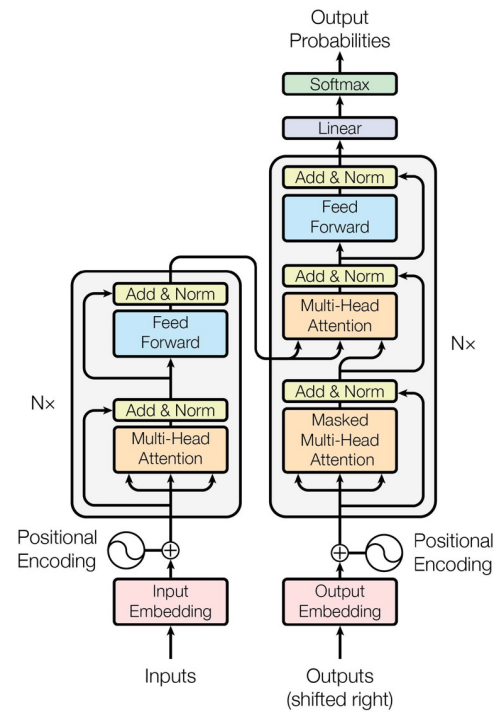 Output
Probabilities
Softmax
Linear
Add & Norm
Feed
Forward
Add & Norm
Multi-Head
Attention
Add & Norm
Masked
Multi-Head
Attention
N×
Add & Norm
Feed
Forward
Add & Norm
Multi-Head
Attention
N×
Positional
Encoding
Positional
Encoding
Input
Embedding
Output
Embedding
Inputs
Outputs
(shifted right)